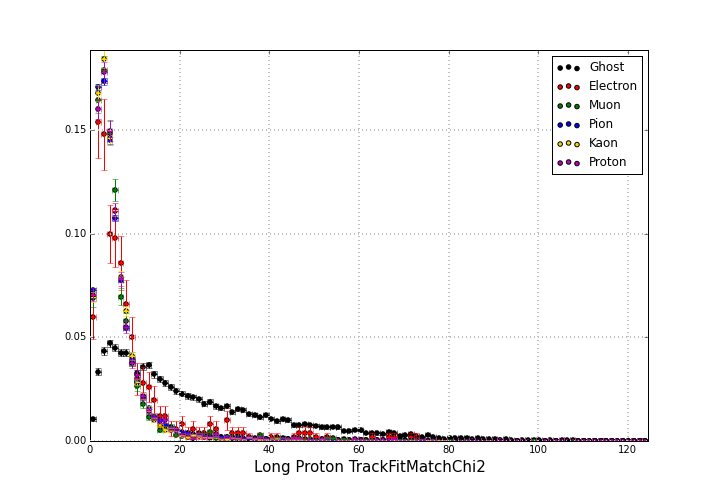 Ghost
Electron
Muon
Pion
Kaon
Proton
0.15
0.10
0.05
0.00
0 20 40 60 80 100 120
Long Proton TrackFitMatchChi2